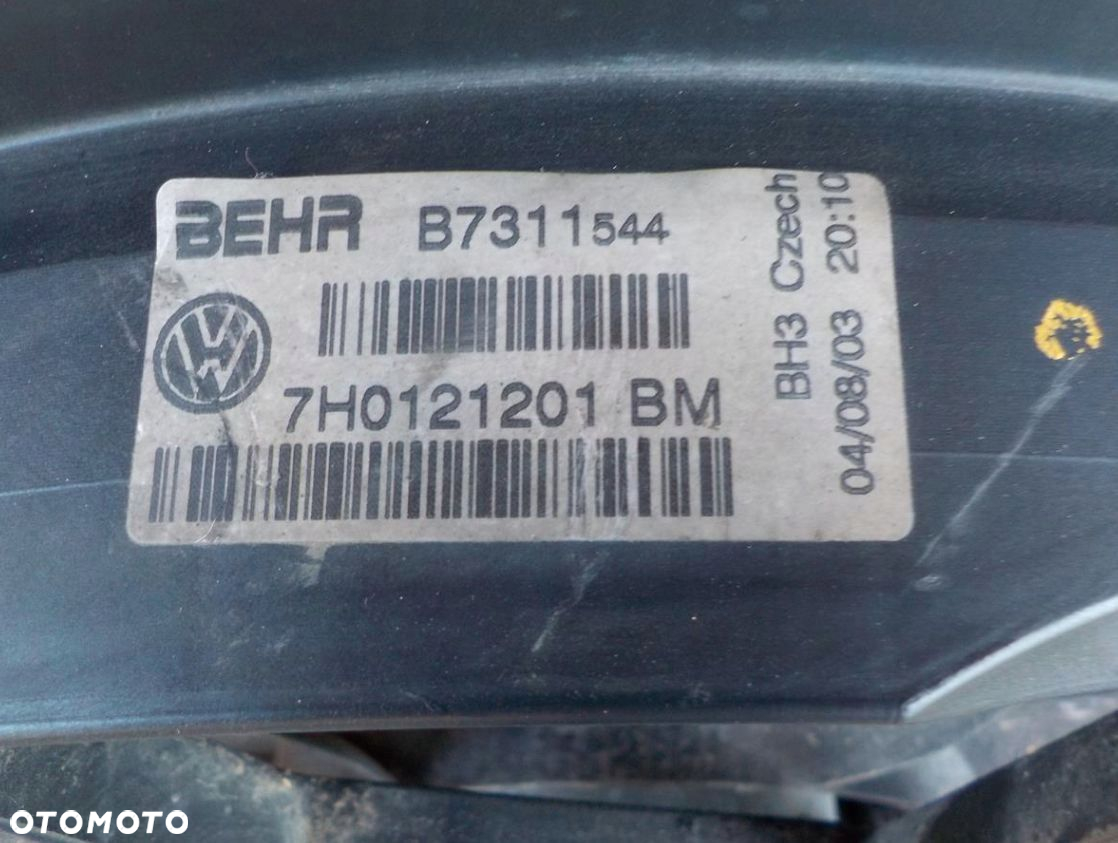 BEHR B7311544
7H0121201 BM
BH3 Czech
04/08/03 20:10
OTOMOTO